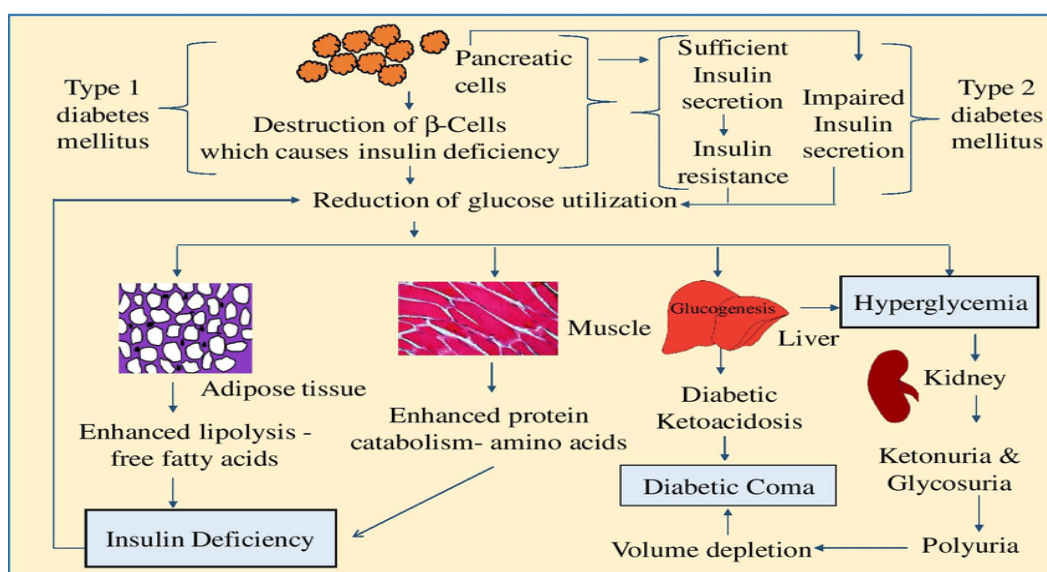 Type 1
diabetes
mellitus
Pancreatic
cells
Destruction of β-Cells
which causes insulin deficiency
Sufficient
Insulin
secretion
Insulin
resistance
Impaired
Insulin
secretion
Type 2
diabetes
mellitus
Reduction of glucose utilization
Adipose tissue
Enhanced lipolysis -
free fatty acids
Insulin Deficiency
Muscle
Enhanced protein
catabolism- amino acids
Glucogenesis
Liver
Diabetic
Ketoacidosis
Diabetic Coma
Volume depletion
Hyperglycemia
Kidney
Ketonuria &
Glycosuria
Polyuria